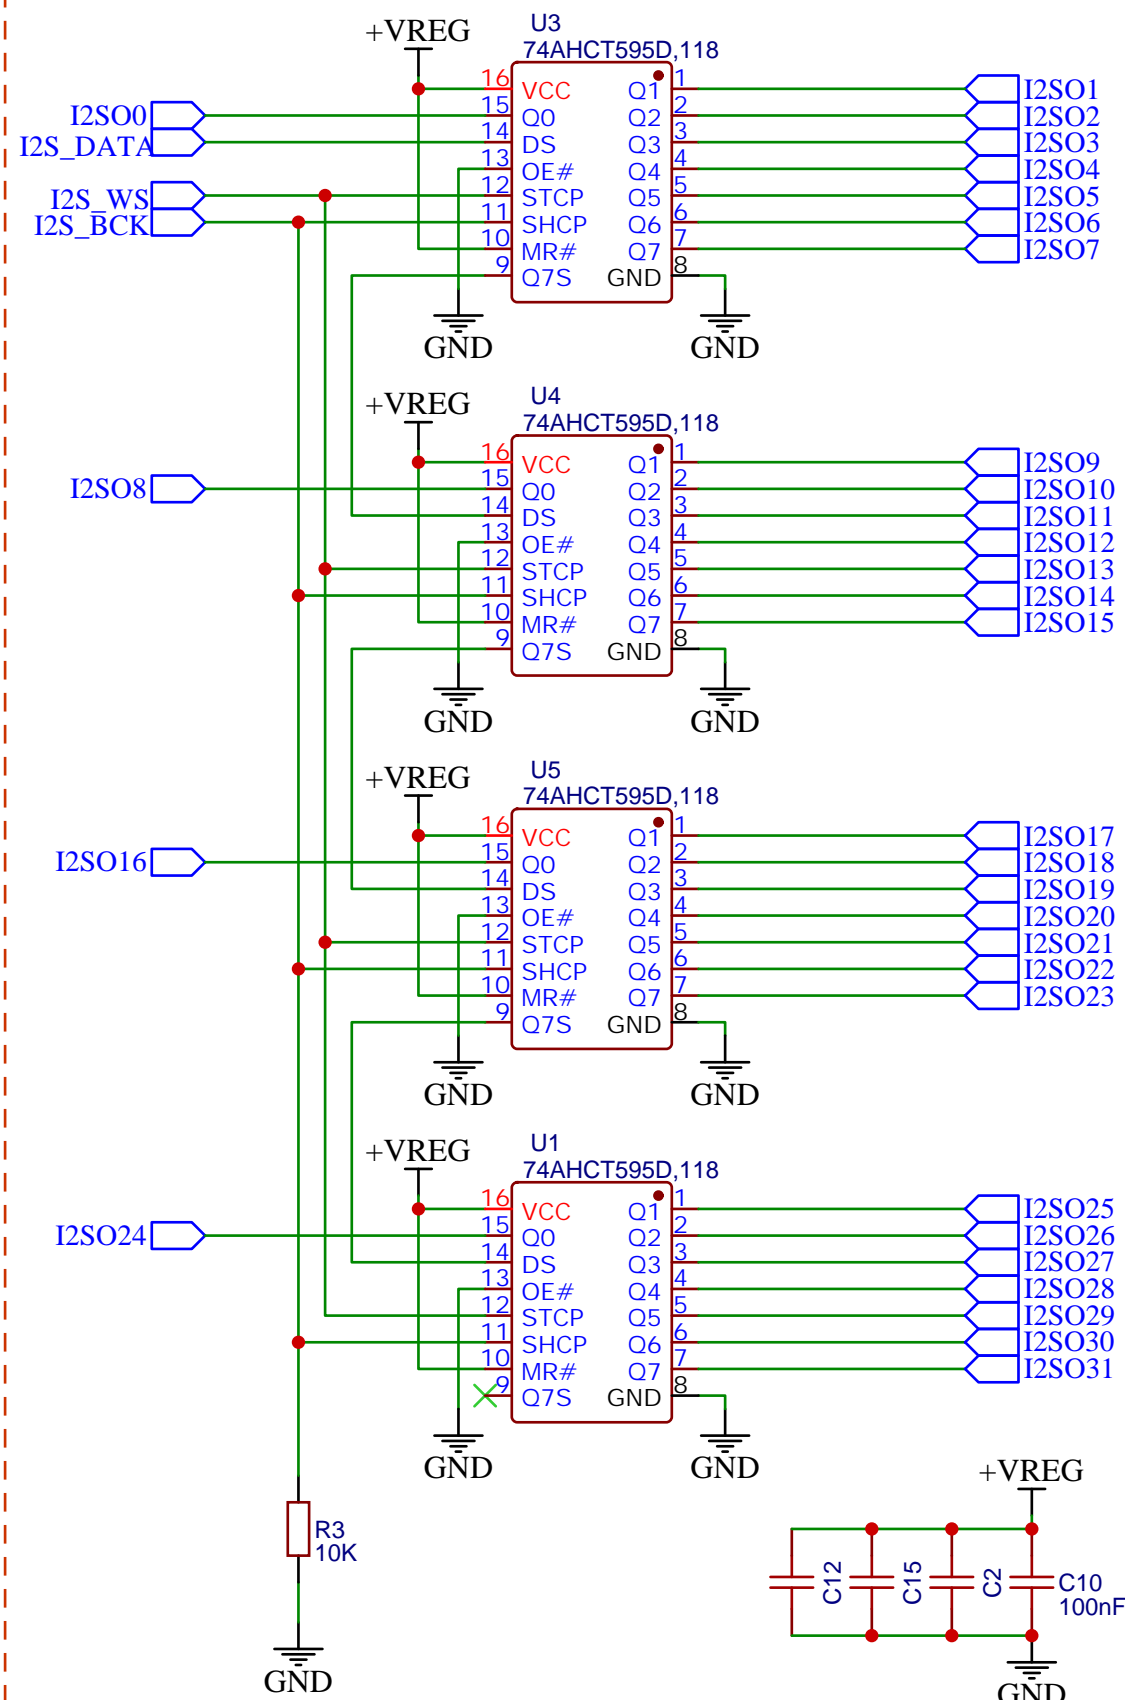 +VREG
U3
74AHCT595D,118
I2SO0
I2S_DATA
I2S_WS
I2S_BCK
16 VCC Q1 1 I2SO1
15 Q0 Q2 2 I2SO2
14 DS Q3 3 I2SO3
13 OE# Q4 4 I2SO4
12 STCP Q5 5 I2SO5
11 SHCP Q6 6 I2SO6
10 MR# Q7 7 I2SO7
9 Q7S GND 8
GND GND
+VREG
U4
74AHCT595D,118
16 VCC Q1 1 I2SO9
I2SO8 15 Q0 Q2 2 I2SO10
14 DS Q3 3 I2SO11
13 OE# Q4 4 I2SO12
12 STCP Q5 5 I2SO13
11 SHCP Q6 6 I2SO14
10 MR# Q7 7 I2SO15
9 Q7S GND 8
GND GND
+VREG
U5
74AHCT595D,118
16 VCC Q1 1 I2SO17
I2SO16 15 Q0 Q2 2 I2SO18
14 DS Q3 3 I2SO19
13 OE# Q4 4 I2SO20
12 STCP Q5 5 I2SO21
11 SHCP Q6 6 I2SO22
10 MR# Q7 7 I2SO23
9 Q7S GND 8
GND GND
+VREG
U1
74AHCT595D,118
16 VCC Q1 1 I2SO25
I2SO24 15 Q0 Q2 2 I2SO26
14 DS Q3 3 I2SO27
13 OE# Q4 4 I2SO28
12 STCP Q5 5 I2SO29
11 SHCP Q6 6 I2SO30
10 MR# Q7 7 I2SO31
9 Q7S GND 8
GND GND
R3
10K
GND
+VREG
C12 C15 C2 C10
100nF
GND